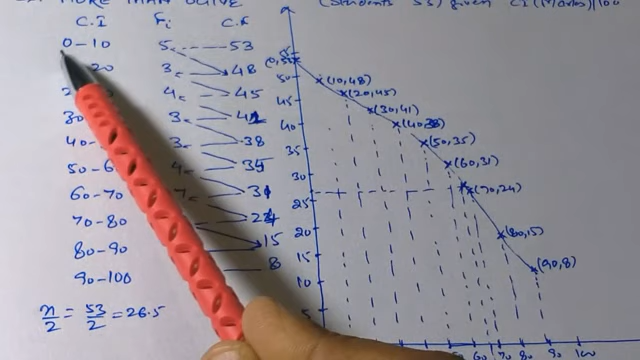 MORE THAN OGIVE (Students 53) given CI (Marks) 100
C.I Fi C.F
0-10 5 53
20 3 48
4 45
30 3 41
40- 3 38
50-6 4 35
60-70 7 31
70-80 24
80-90 15
90-100 8
n/2 = 53/2 = 26.5
55
50
45
40
35
30
25
20
15
10
5
(10,48)
(20,45)
(30,41)
(40,38)
(50,35)
(60,31)
(70,24)
(80,15)
(90,8)
60 70 80 90 100